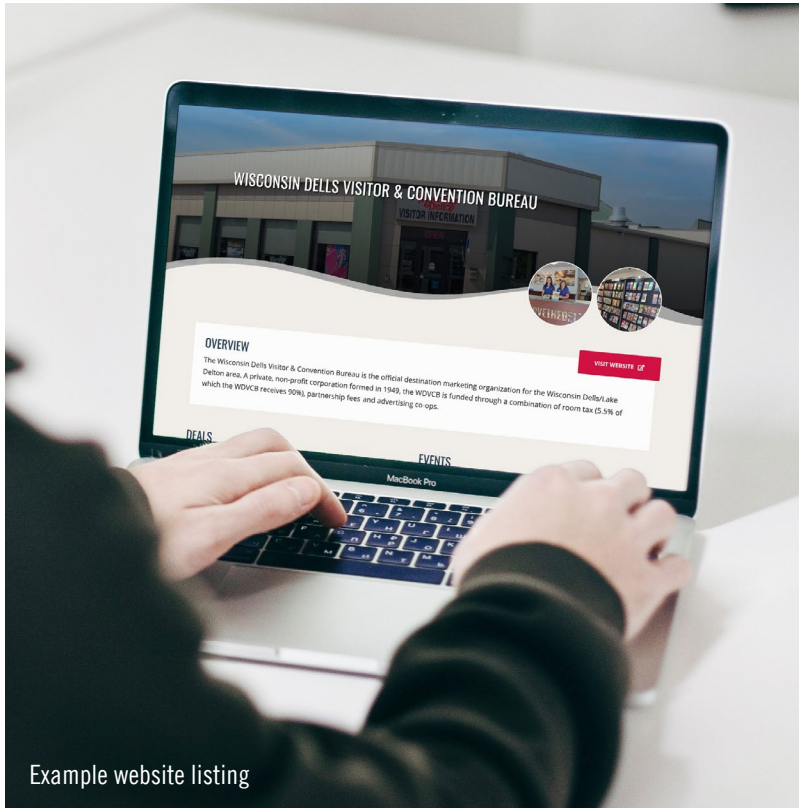 WISCONSIN DELLS VISITOR & CONVENTION BUREAU
VISITOR INFORMATION
OPEN
OVERVIEW
VISIT WEBSITE
The Wisconsin Dells Visitor & Convention Bureau is the official destination marketing organization for the Wisconsin Dells/Lake
Delton area. A private, non-profit corporation formed in 1949, the WDVCB is funded through a combination of room tax (5.5% of
which the WDVCB receives 90%), partnership fees and advertising co-ops.
DEALS
EVENTS
MacBook Pro
Example website listing